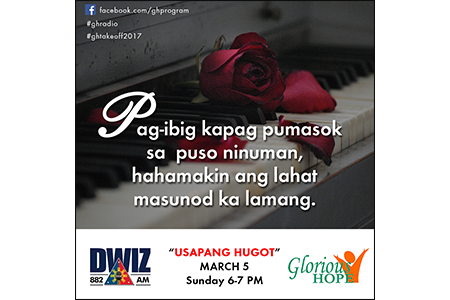 facebook.com/ghprogram
#ghradio
#ghtakeoff2017
Pag-ibig kapag pumasok
sa puso ninuman,
hahamakin ang lahat
masunod ka lamang.
DWIZ
882 AM
"USAPANG HUGOT"
MARCH 5
Sunday 6-7 PM
Glorious
HOPE